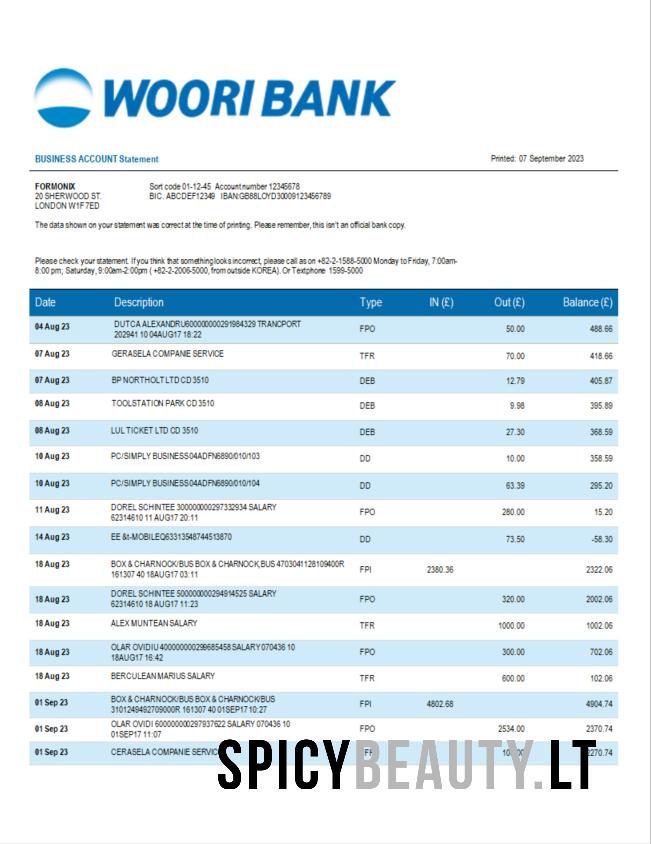 WOORI BANK
BUSINESS ACCOUNT Statement Printed: 07 September 2023
FORMONIX Sort code 01-12-45 Account number 12345678
20 SHERWOOD ST. BIC. ABCDEF12349 IBAN:GB88LOYD30009123456789
LONDON W1F7ED
The data shown on your statement was correct at the time of printing. Please remember, this isn't an official bank copy.
Please check your statement. If you think that something looks incorrect, please call as on +82-2-1588-5000 Monday to Friday, 7:00am-
8:00 pm; Saturday, 9:00am-2:00pm ( +82-2-2006-5000, from outside KOREA). Or Textphone 1599-5000
Date Description Type IN (£) Out (£) Balance (£)
04 Aug 23 DUTCA ALEXANDRU600000000291984329 TRANCPORT FPO 50.00 488.66
202941 10 04AUG17 18:22
07 Aug 23 GERASELA COMPANIE SERVICE TFR 70.00 418.66
07 Aug 23 BP NORTHOLT LTD CD 3510 DEB 12.79 405.87
08 Aug 23 TOOLSTATION PARK CD 3510 DEB 9.98 395.89
08 Aug 23 LUL TICKET LTD CD 3510 DEB 27.30 368.59
10 Aug 23 PC/SIMPLY BUSINESS04ADFN6890/010/103 DD 10.00 358.59
10 Aug 23 PC/SIMPLY BUSINESS04ADFN6890/010/104 DD 63.39 295.20
11 Aug 23 DOREL SCHINTEE 300000000297332934 SALARY FPO 280.00 15.20
62314610 11 AUG17 20:11
14 Aug 23 EE &t-MOBILEQ63313548744513870 DD 73.50 -58.30
18 Aug 23 BOX & CHARNOCK/BUS BOX & CHARNOCK,BUS 4703041128109400R FPI 2380.36 2322.06
161307 40 18AUG17 03:11
18 Aug 23 DOREL SCHINTEE 500000000294914525 SALARY FPO 320.00 2002.06
62314610 18 AUG17 11:23
18 Aug 23 ALEX MUNTEAN SALARY TFR 1000.00 1002.06
18 Aug 23 OLAR OVIDIU 400000000299685458 SALARY 070436 10 FPO 300.00 702.06
18AUG17 16:42
18 Aug 23 BERCULEAN MARIUS SALARY TFR 600.00 102.06
01 Sep 23 BOX & CHARNOCK/BUS BOX & CHARNOCK/BUS FPI 4802.68 4904.74
3101249492709000R 161307 40 01SEP17 10:27
01 Sep 23 OLAR OVIDI 600000000297937622 SALARY 070436 10 FPO 2534.00 2370.74
01SEP17 11:07
01 Sep 23 CERASELA COMPANIE 2270.74
SPICYBEAUTY.LT